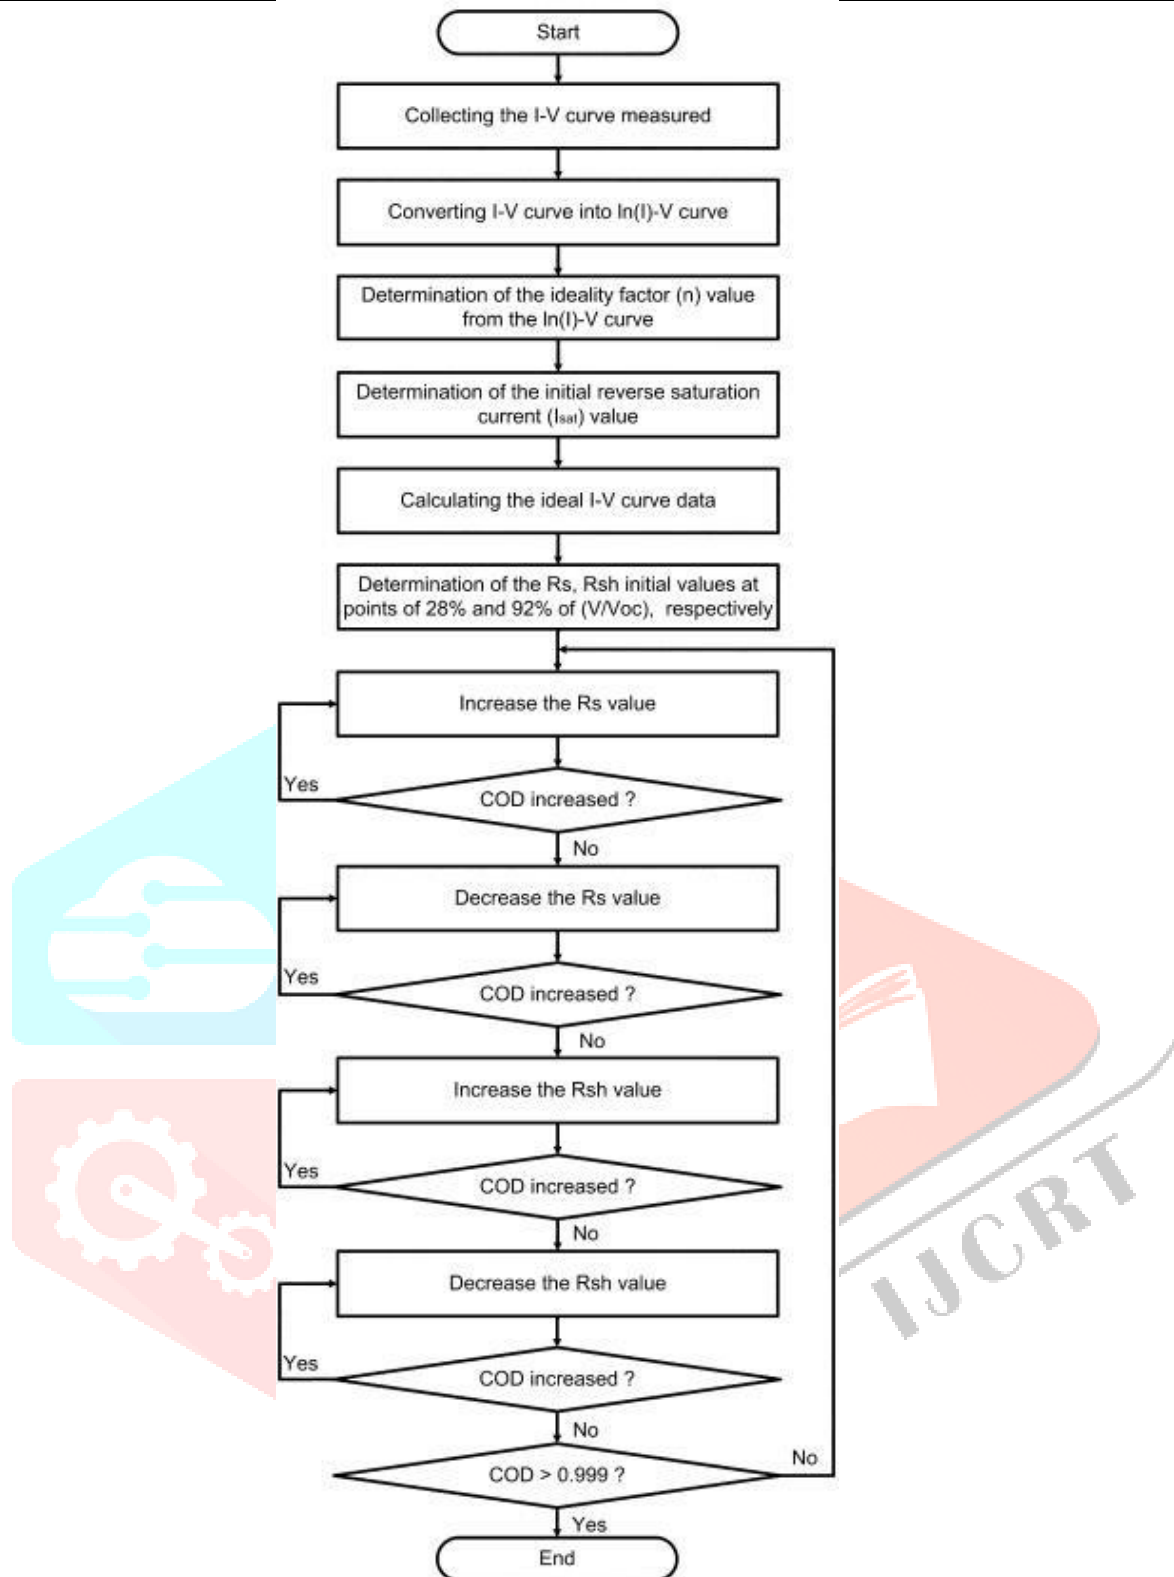 Start
Collecting the I-V curve measured
Converting I-V curve into ln(I)-V curve
Determination of the ideality factor (n) value
from the ln(I)-V curve
Determination of the initial reverse saturation
current (Isat) value
Calculating the ideal I-V curve data
Determination of the Rs, Rsh initial values at
points of 28% and 92% of (V/Voc), respectively
Increase the Rs value
Yes
COD increased ?
No
Decrease the Rs value
Yes
COD increased ?
No
Increase the Rsh value
Yes
COD increased ?
No
Decrease the Rsh value
Yes
COD increased ?
No
COD > 0.999 ?
No
Yes
End
IJCRT